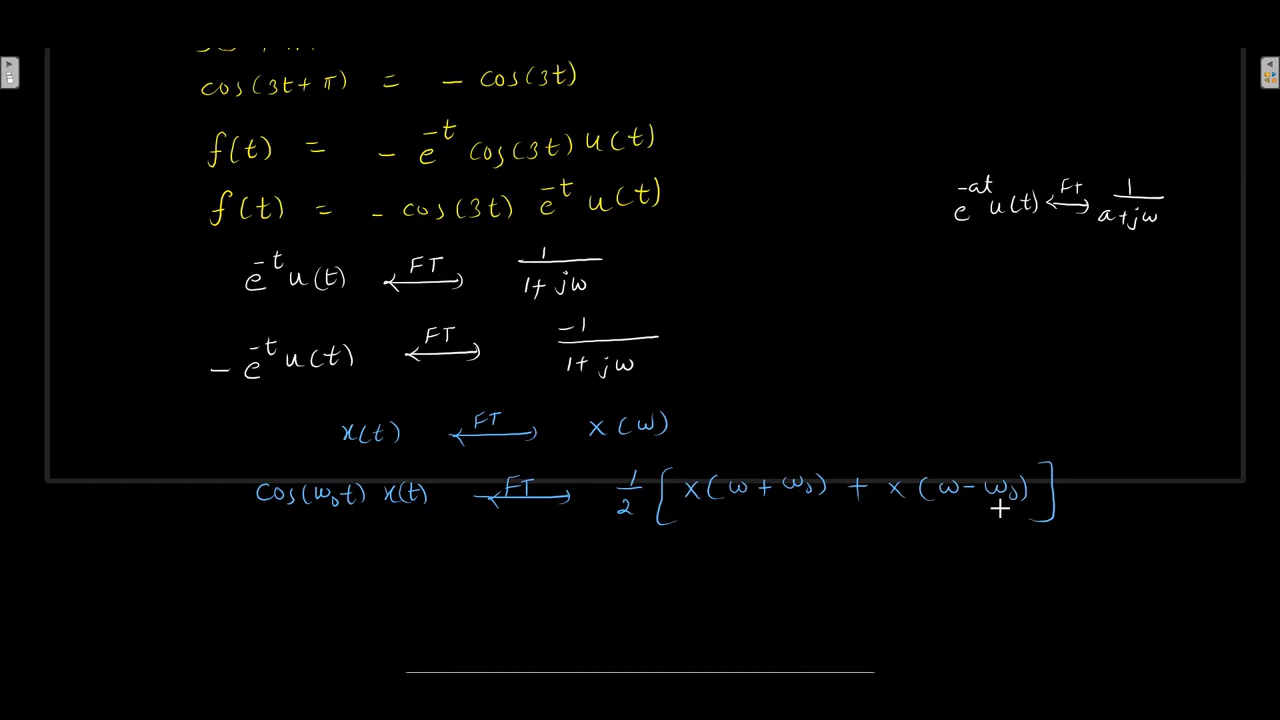 cos(3t+π) = - cos(3t)
f(t) = - e^{-t} cos(3t) u(t)
f(t) = - cos(3t) e^{-t} u(t)
e^{-at} u(t) ⟷^{Ft} 1/(a+jω)
e^{-t} u(t) ⟷^{FT} 1/(1+jω)
- e^{-t} u(t) ⟷^{FT} -1/(1+jω)
x(t) ⟷^{FT} X(ω)
cos(ω₀t) x(t) ⟷^{FT} 1/2 [X(ω+ω₀) + X(ω-ω₀)]